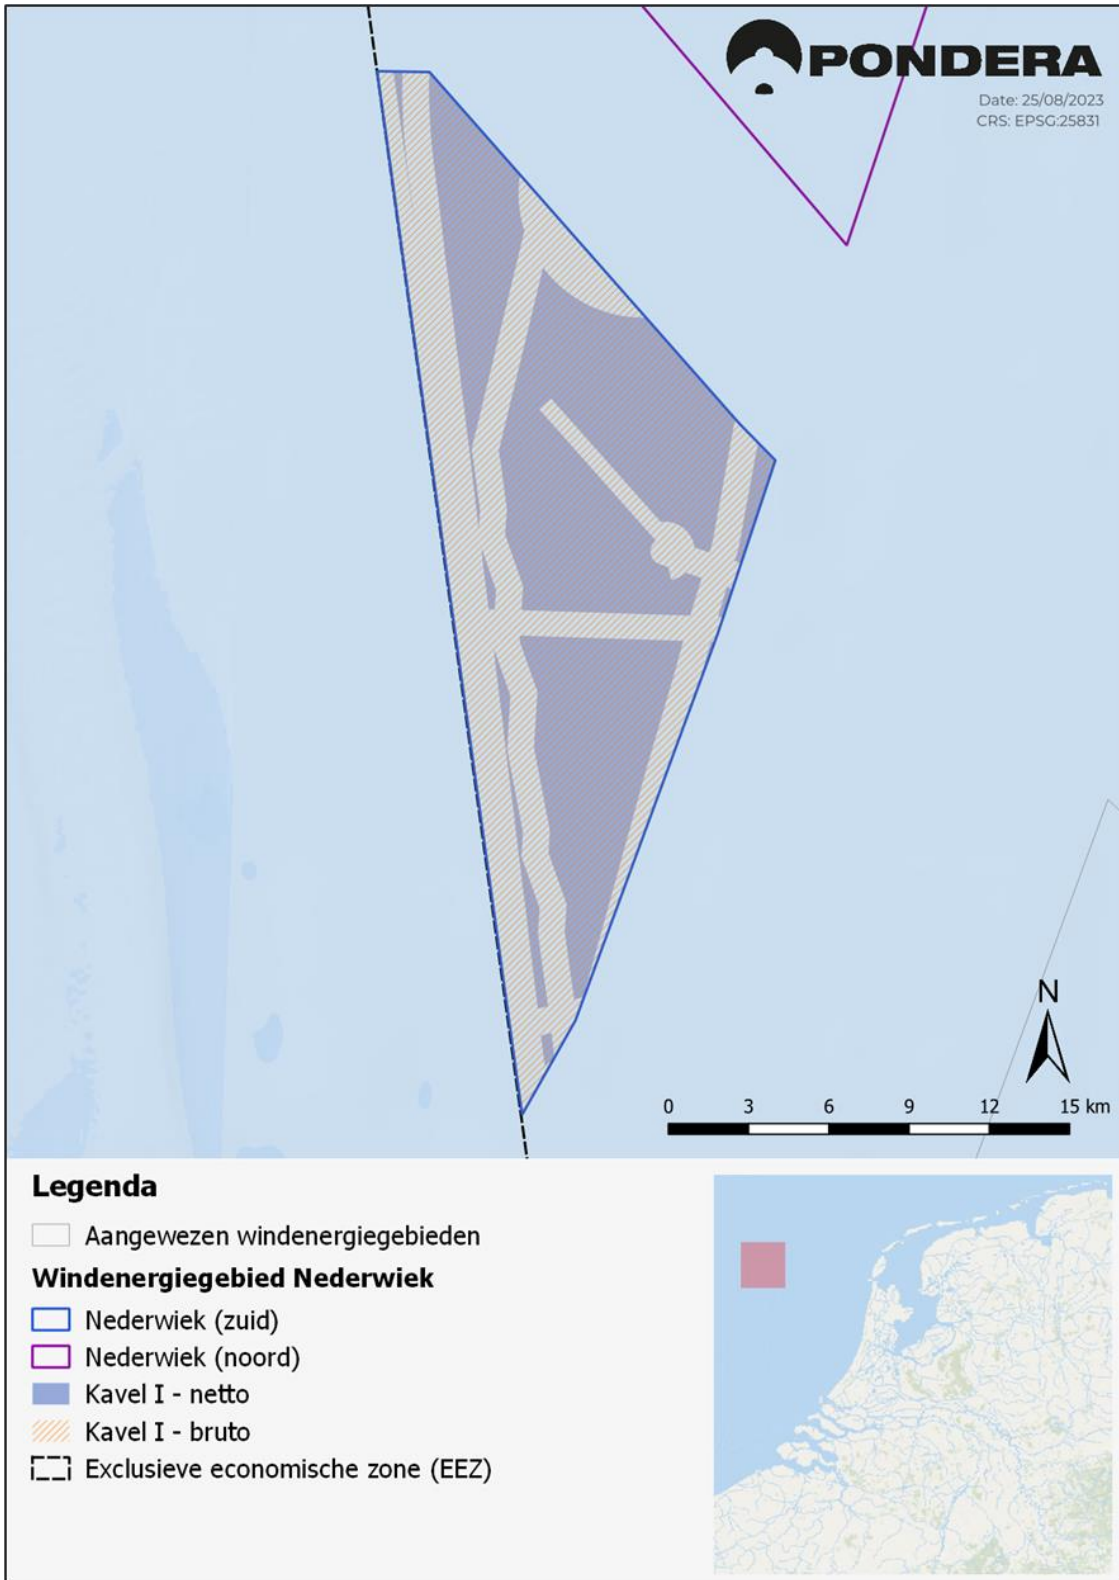 PONDERA
Date: 25/08/2023
CRS: EPSG:25831
N
0 3 6 9 12 15 km
Legenda
Aangewezen windenergiegebieden
Windenergiegebied Nederwiek
Nederwiek (zuid)
Nederwiek (noord)
Kavel I - netto
Kavel I - bruto
Exclusieve economische zone (EEZ)